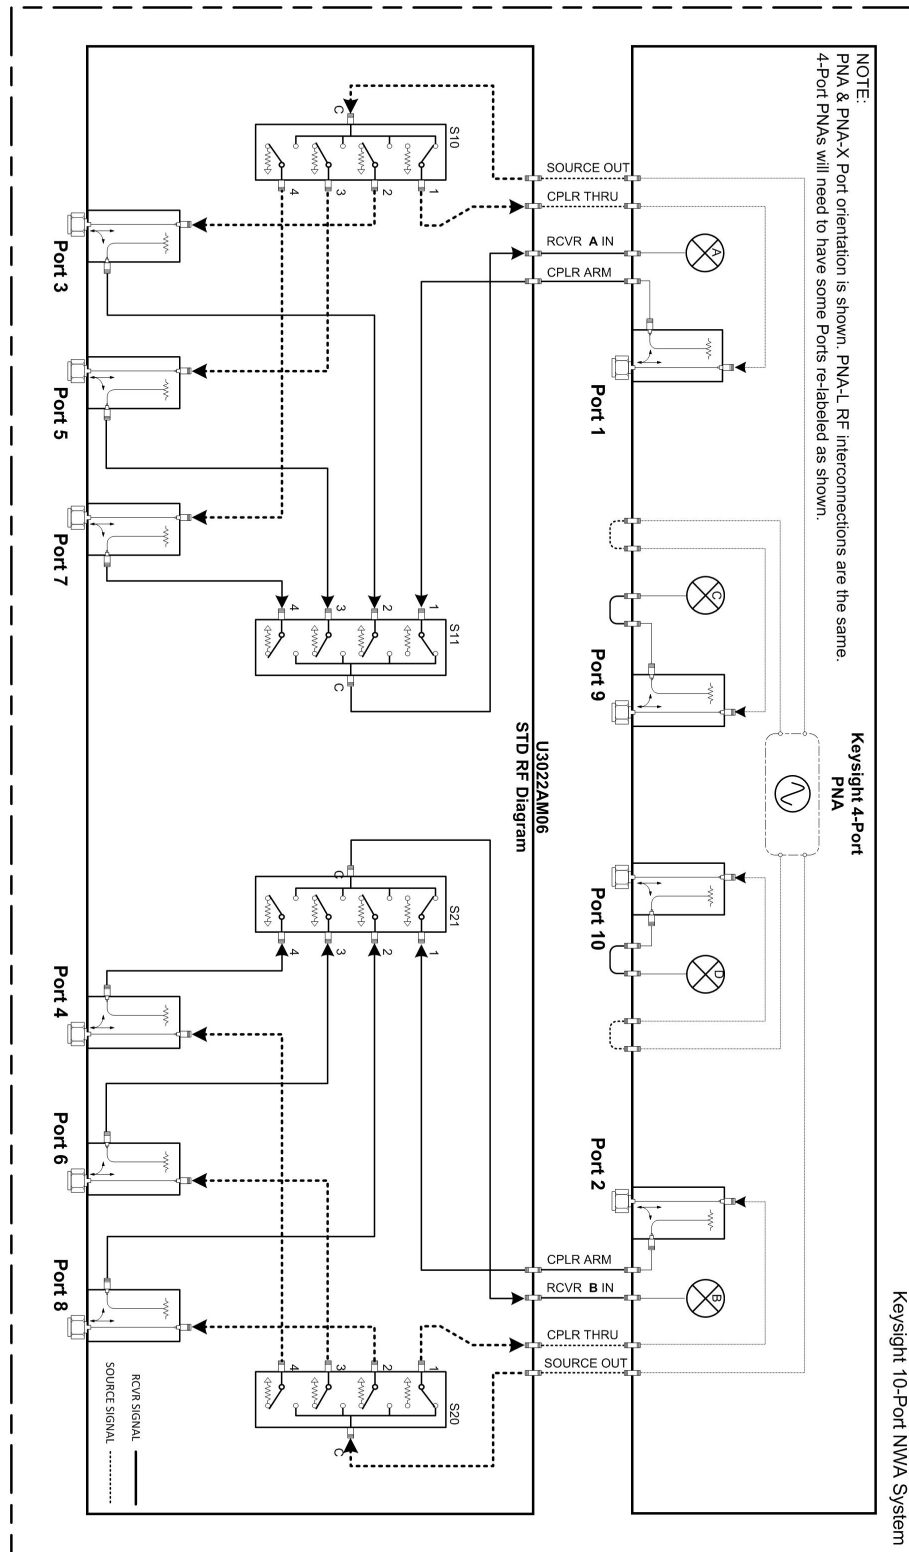 Keysight 10-Port NWA System
NOTE:
PNA & PNA-X Port orientation is shown. PNA-L RF interconnections are the same.
4-Port PNAs will need to have some Ports re-labeled as shown.
Keysight 4-Port
PNA
A
C
D
B
Port 1
Port 9
Port 10
Port 2
SOURCE OUT
CPLR THRU
RCVR A IN
CPLR ARM
CPLR ARM
RCVR B IN
CPLR THRU
SOURCE OUT
U3022AM06
STD RF Diagram
S10
C
1
2
3
4
S11
1
2
3
4
C
S21
C
1
2
3
4
S20
1
2
3
4
C
Port 3
Port 5
Port 7
Port 4
Port 6
Port 8
RCVR SIGNAL
SOURCE SIGNAL